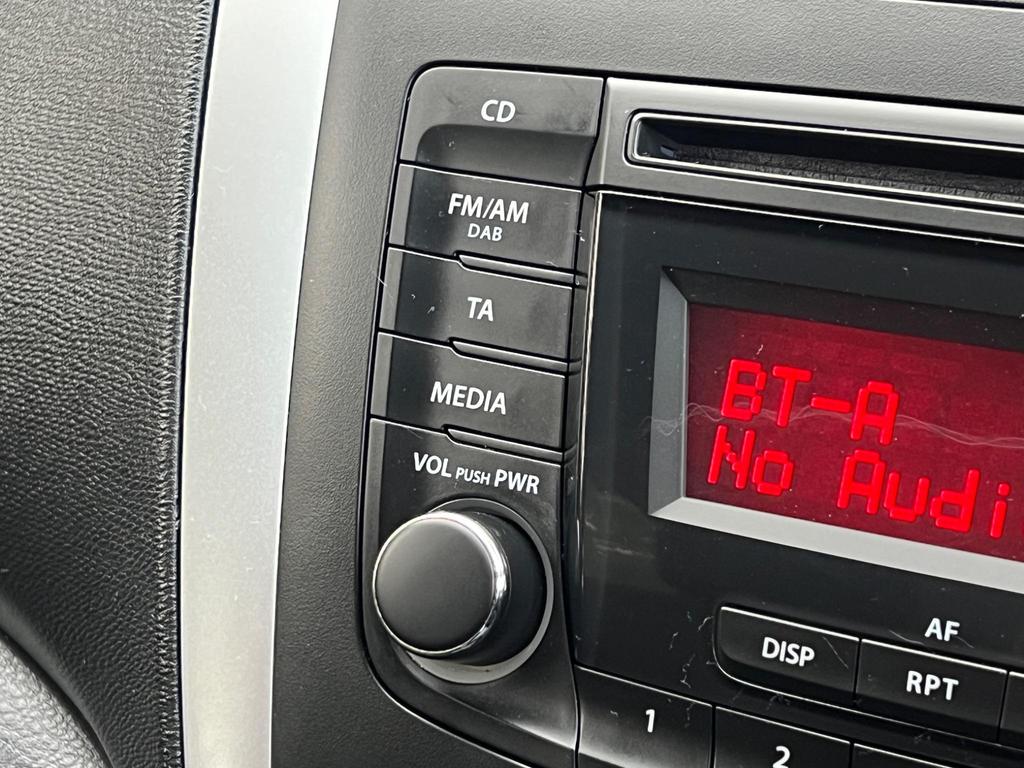 CD
FM/AM
DAB
TA
MEDIA
VOL PUSH PWR
BT-A
No Audi
AF
DISP
RPT
1
2